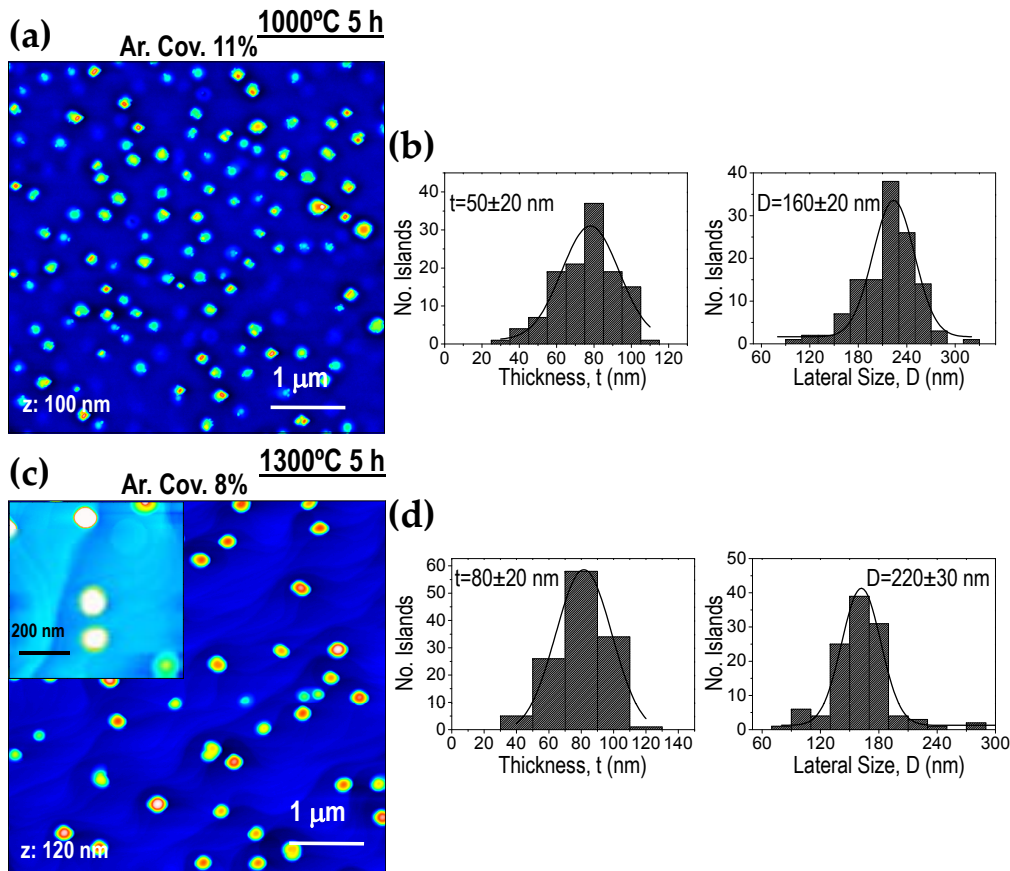 (a)
1000ºC 5 h
Ar. Cov. 11%
1 μm
z: 100 nm
(b)
t=50±20 nm
No. Islands
40
30
20
10
0
0 20 40 60 80 100 120
Thickness, t (nm)
D=160±20 nm
No. Islands
40
30
20
10
0
60 120 180 240 300
Lateral Size, D (nm)
(c)
1300ºC 5 h
Ar. Cov. 8%
200 nm
1 μm
z: 120 nm
(d)
t=80±20 nm
No. Islands
60
50
40
30
20
10
0
0 20 40 60 80 100 120 140
Thickness, t (nm)
D=220±30 nm
No. Islands
50
40
30
20
10
0
60 120 180 240 300
Lateral Size, D (nm)